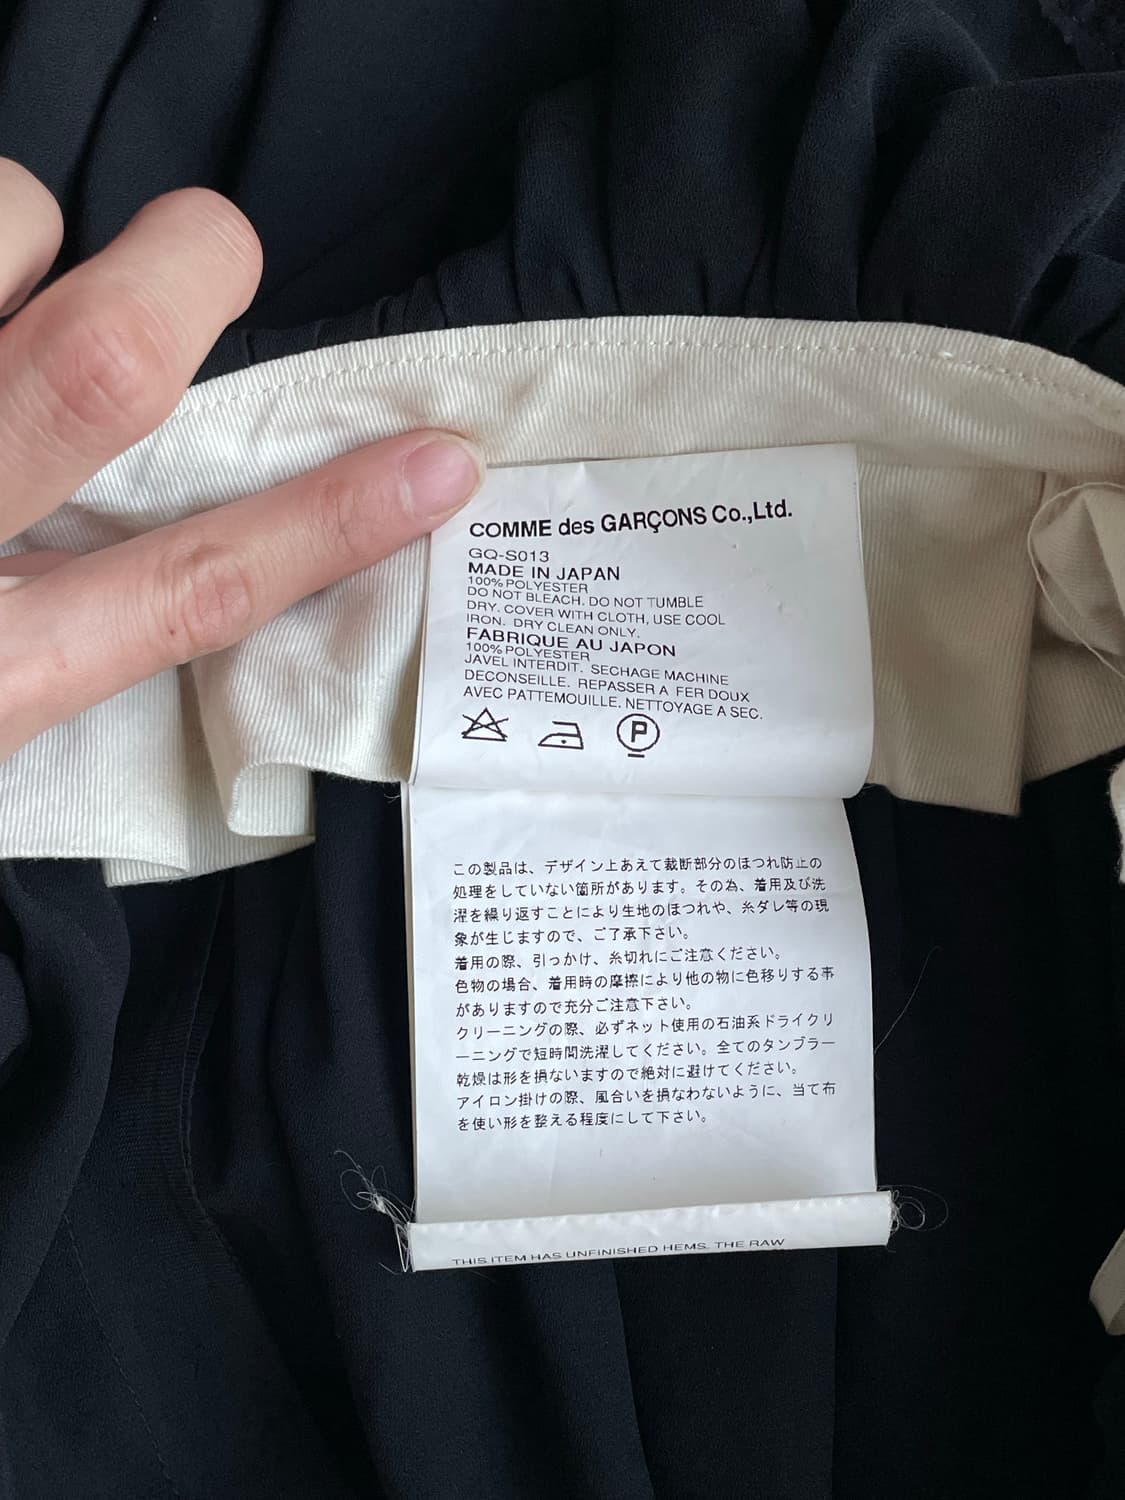 COMME des GARÇONS Co.,Ltd.
GQ-S013
MADE IN JAPAN
100% POLYESTER
DO NOT BLEACH. DO NOT TUMBLE
DRY. COVER WITH CLOTH, USE COOL
IRON. DRY CLEAN ONLY.
FABRIQUE AU JAPON
100% POLYESTER
JAVEL INTERDIT. SECHAGE MACHINE
DECONSEILLE. REPASSER A FER DOUX
AVEC PATTEMOUILLE. NETTOYAGE A SEC.
P
この製品は、デザイン上あえて裁断部分のほつれ防止の
処理をしていない箇所があります。その為、着用及び洗
濯を繰り返すことにより生地のほつれや、糸ダレ等の現
象が生じますので、ご了承下さい。
着用の際、引っかけ、糸切れにご注意ください。
色物の場合、着用時の摩擦により他の物に色移りする事
がありますので充分ご注意下さい。
クリーニングの際、必ずネット使用の石油系ドライクリ
ーニングで短時間洗濯してください。全てのタンブラー
乾燥は形を損ないますので絶対に避けてください。
アイロン掛けの際、風合いを損なわないように、当て布
を使い形を整える程度にして下さい。
THIS ITEM HAS UNFINISHED HEMS. THE RAW